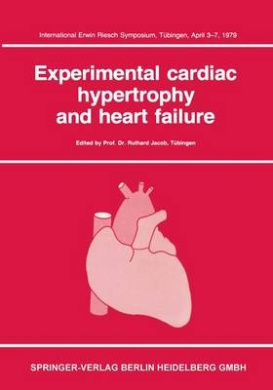 International Erwin Riesch Symposium, Tübingen, April 3–7, 1979
Experimental cardiac
hypertrophy
and heart failure
Edited by Prof. Dr. Ruthard Jacob, Tübingen
SPRINGER-VERLAG BERLIN HEIDELBERG GMBH